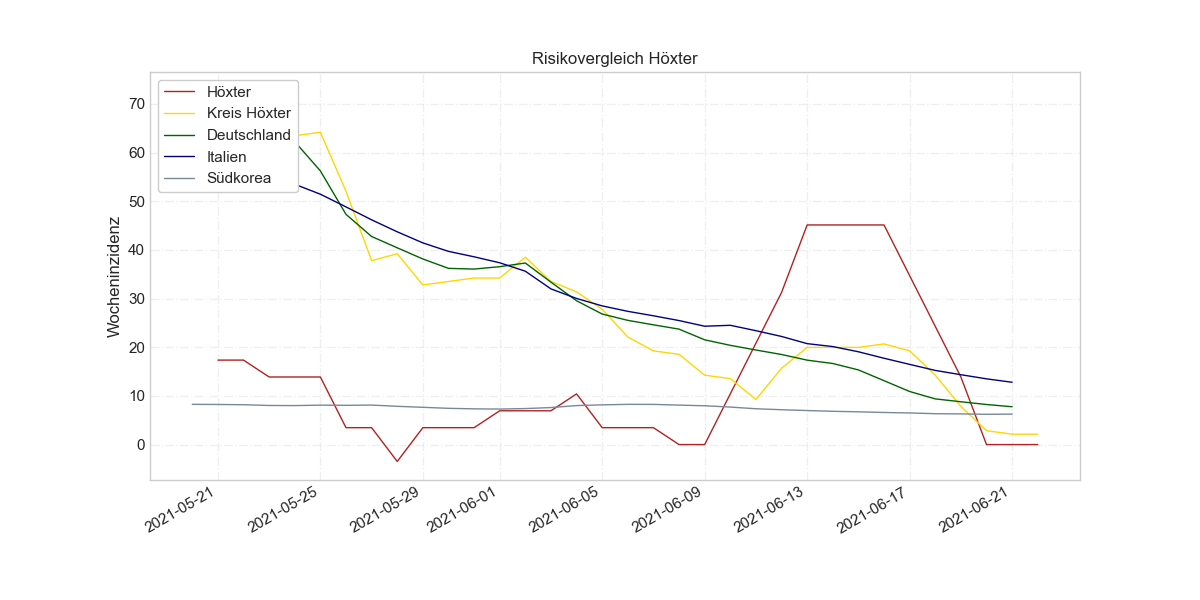 Risikovergleich Höxter
Höxter
Kreis Höxter
Deutschland
Italien
Südkorea
Wocheninzidenz
70
60
50
40
30
20
10
0
2021-05-21
2021-05-25
2021-05-29
2021-06-01
2021-06-05
2021-06-09
2021-06-13
2021-06-17
2021-06-21